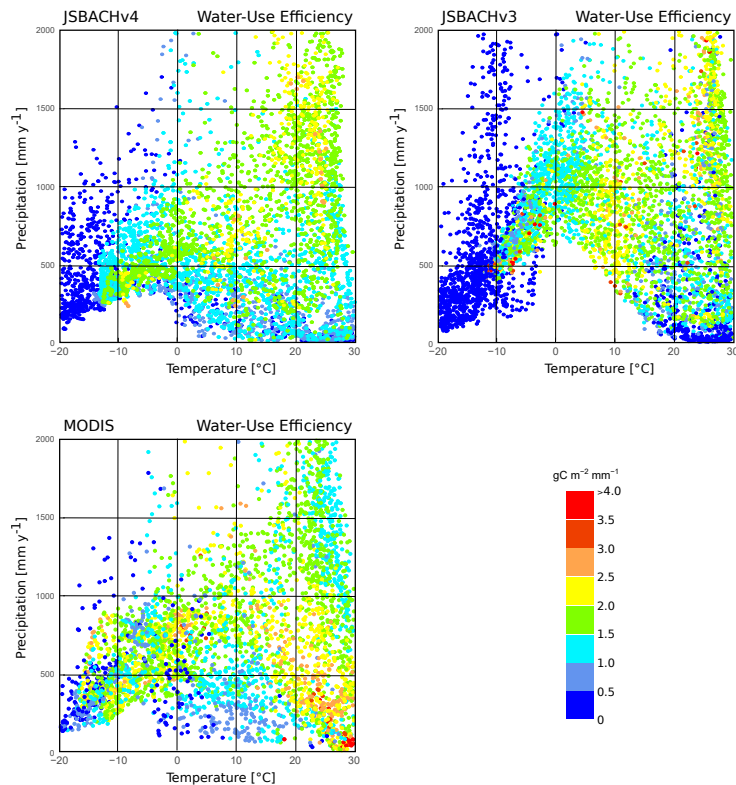 JSBACHv4 Water-Use Efficiency
2000
1500
1000
500
0
Precipitation [mm y⁻¹]
−20 −10 0 10 20 30
Temperature [°C]
JSBACHv3 Water-Use Efficiency
2000
1500
1000
500
0
Precipitation [mm y⁻¹]
−20 −10 0 10 20 30
Temperature [°C]
MODIS Water-Use Efficiency
2000
1500
1000
500
0
Precipitation [mm y⁻¹]
−20 −10 0 10 20 30
Temperature [°C]
gC m⁻² mm⁻¹
>4.0
3.5
3.0
2.5
2.0
1.5
1.0
0.5
0